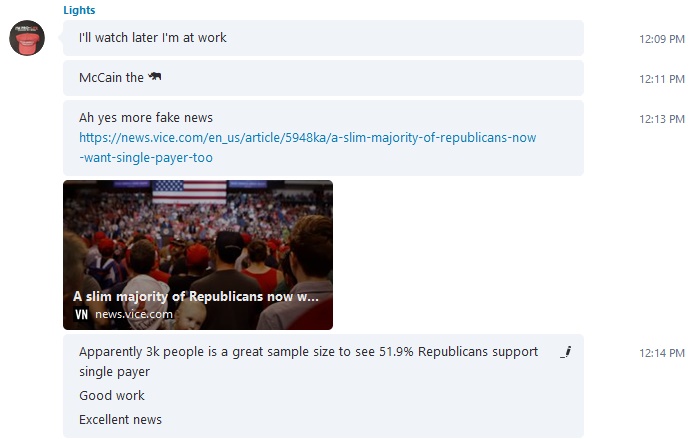 Lights
I'll watch later I'm at work
12:09 PM
McCain the
12:11 PM
Ah yes more fake news
12:13 PM
https://news.vice.com/en_us/article/5948ka/a-slim-majority-of-republicans-now
-want-single-payer-too
A slim majority of Republicans now w...
VN news.vice.com
Apparently 3k people is a great sample size to see 51.9% Republicans support
12:14 PM
single payer
Good work
Excellent news